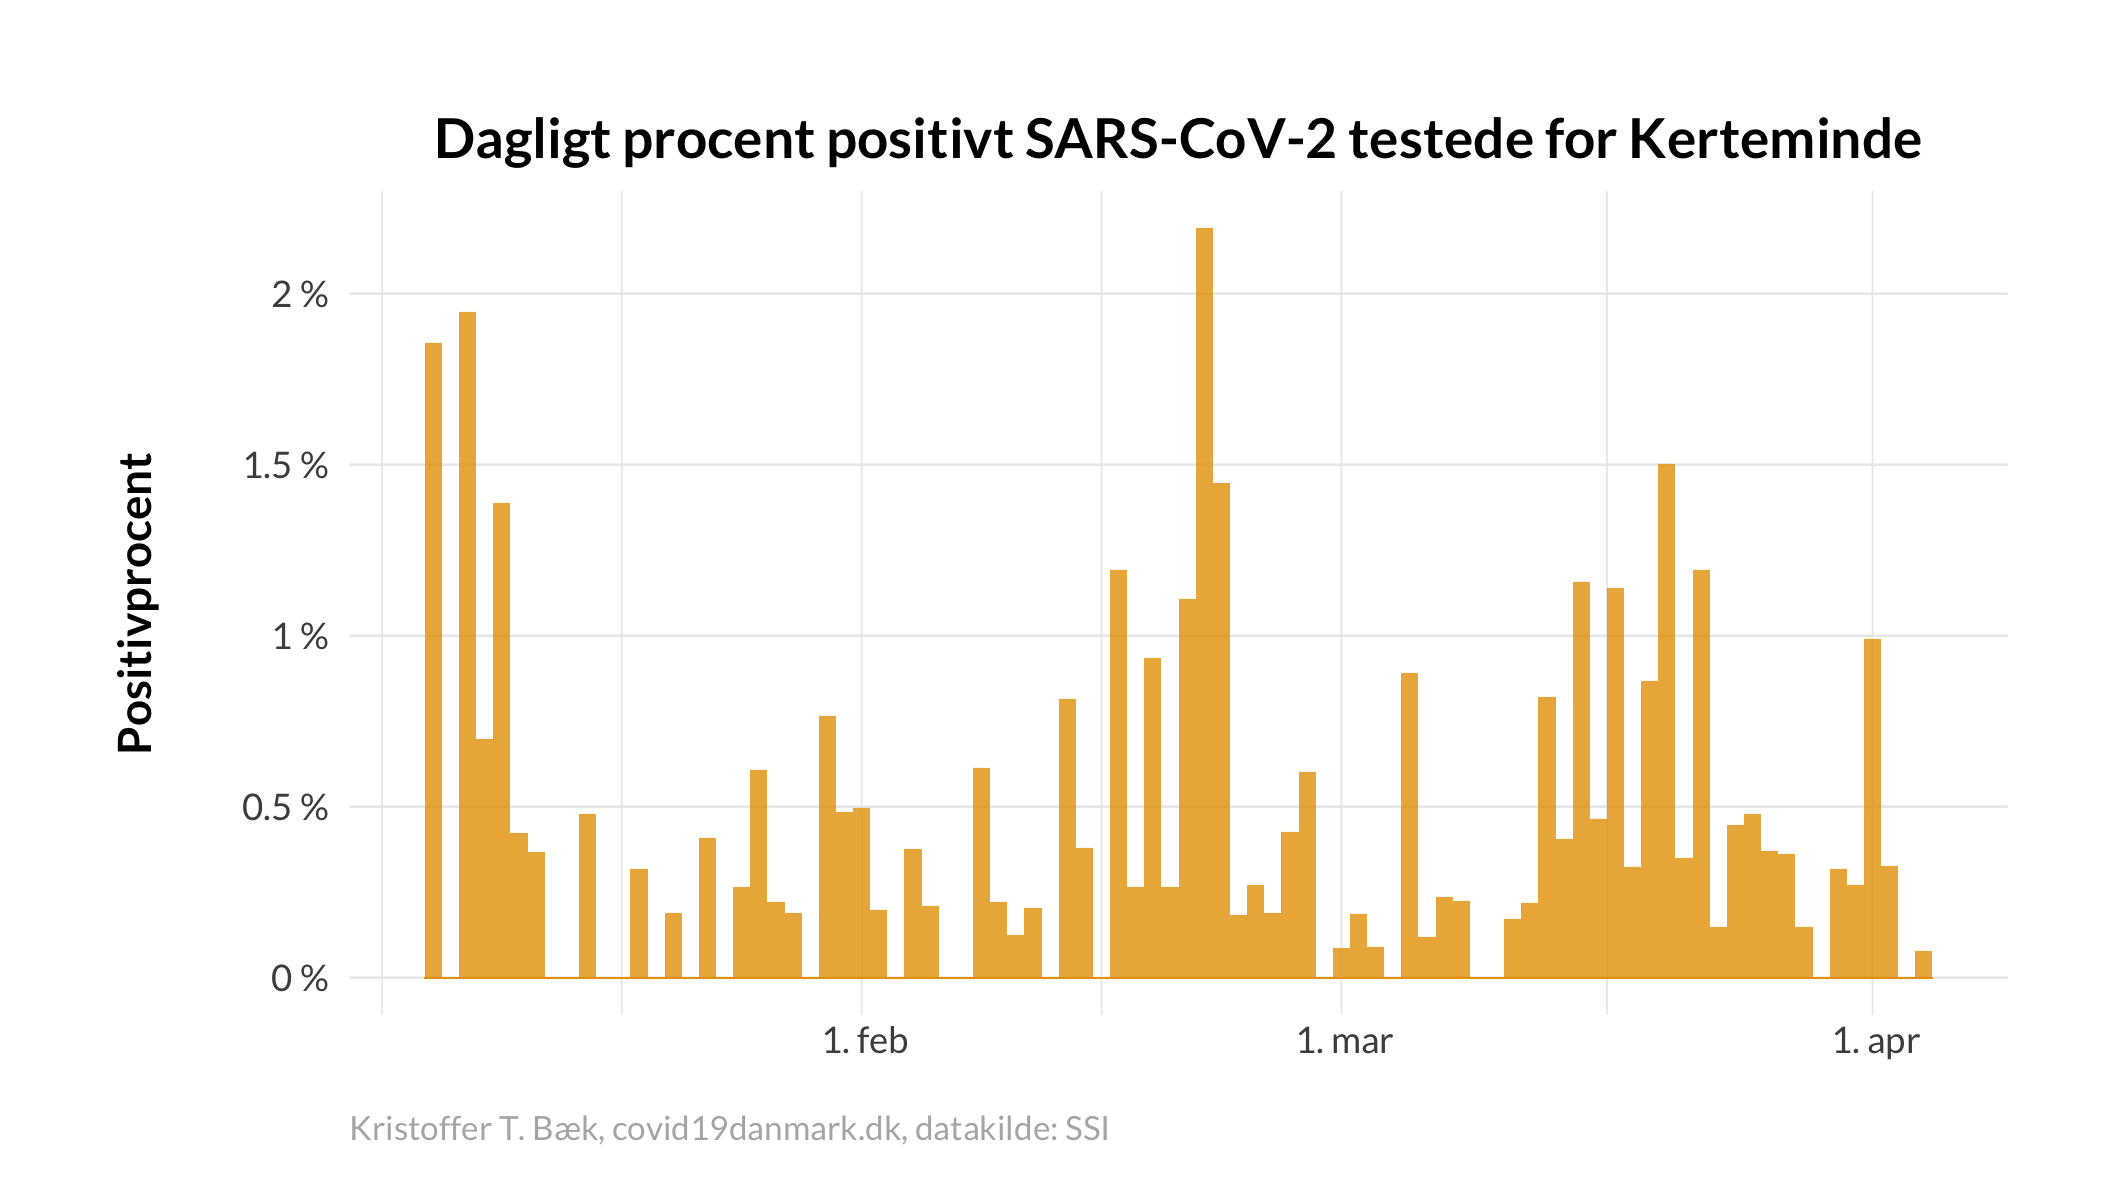 Dagligt procent positivt SARS-CoV-2 testede for Kerteminde
Positivprocent
2 %
1.5 %
1 %
0.5 %
0 %
1. feb
1. mar
1. apr
Kristoffer T. Bæk, covid19danmark.dk, datakilde: SSI